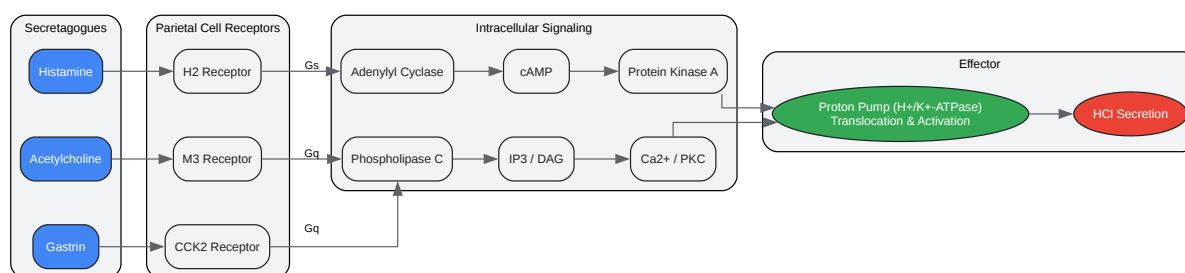 Secretagogues
Parietal Cell Receptors
Intracellular Signaling
Effector
Histamine
H2 Receptor
Gs
Adenylyl Cyclase
cAMP
Protein Kinase A
Proton Pump (H+/K+-ATPase)
Translocation & Activation
HCl Secretion
Acetylcholine
M3 Receptor
Gq
Phospholipase C
IP3 / DAG
Ca2+ / PKC
Gastrin
CCK2 Receptor
Gq